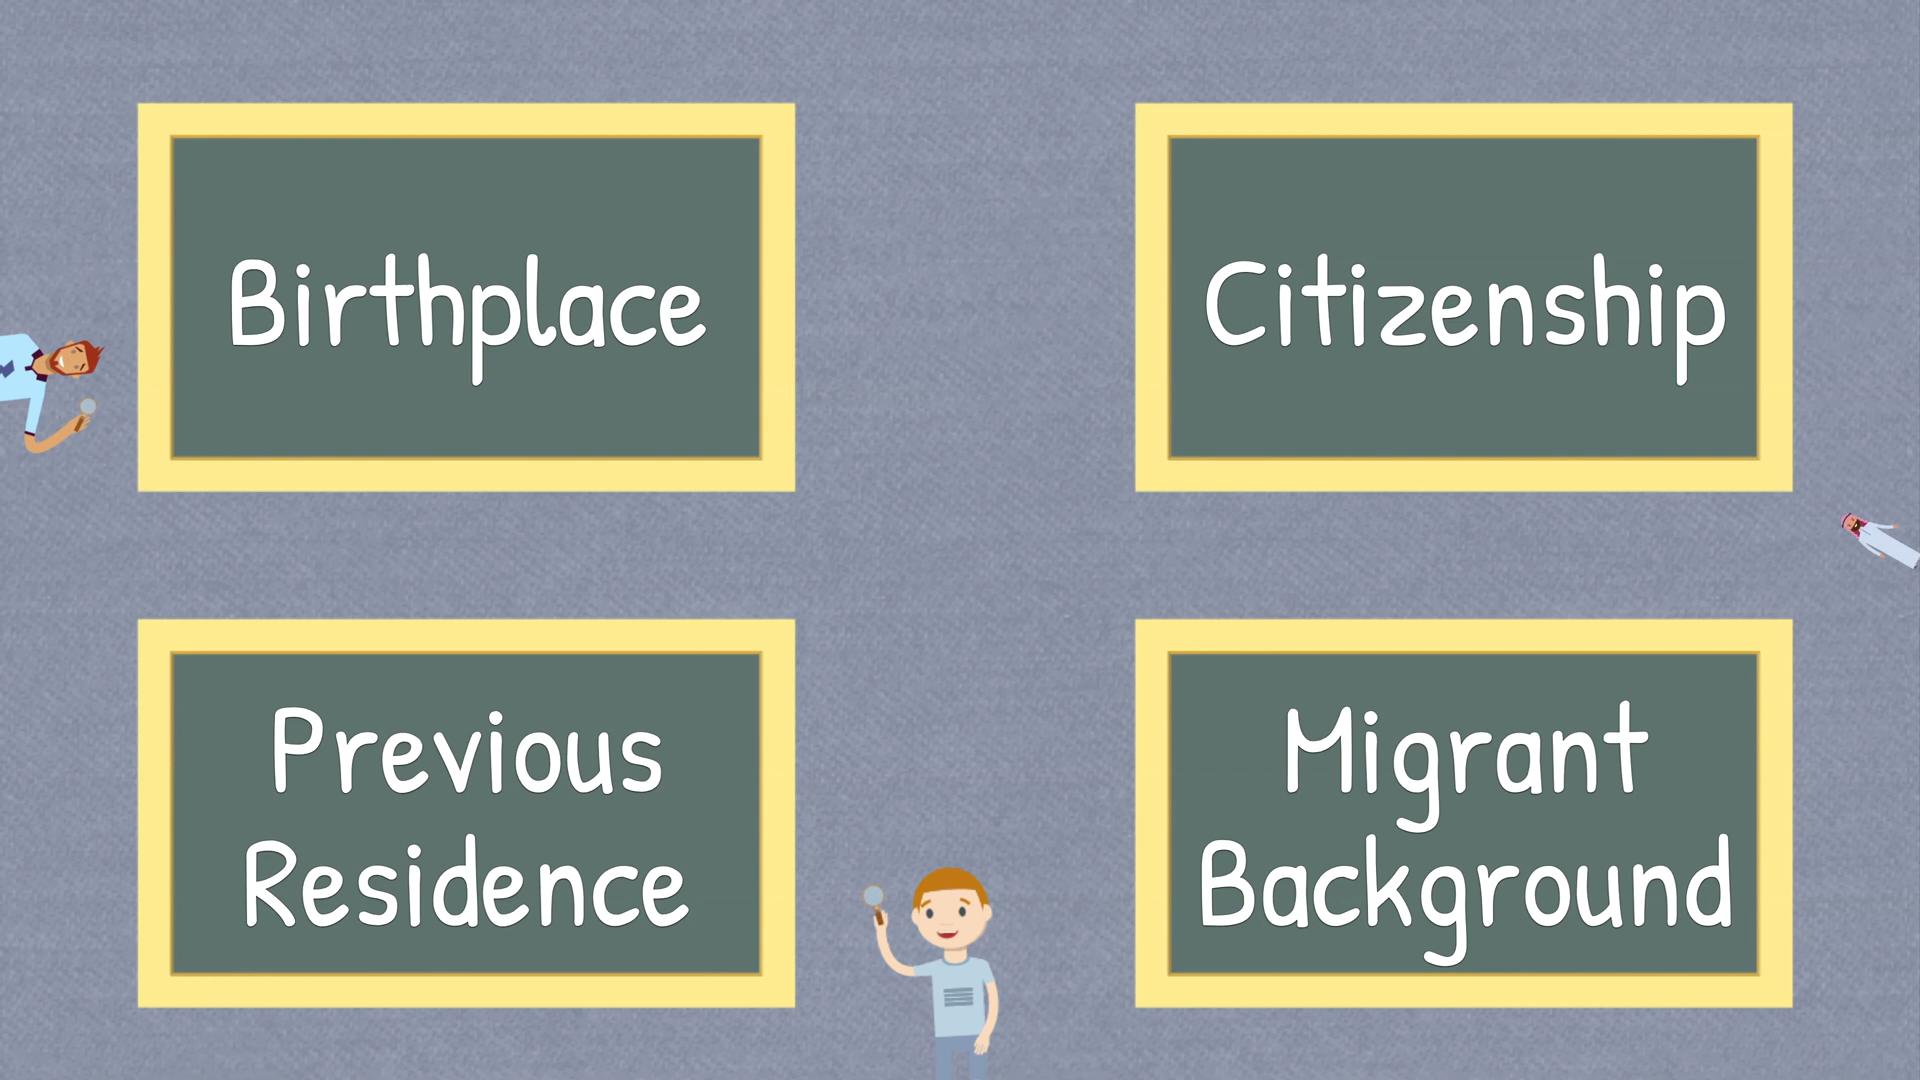 Birthplace
Citizenship
Previous
Residence
Migrant
Background